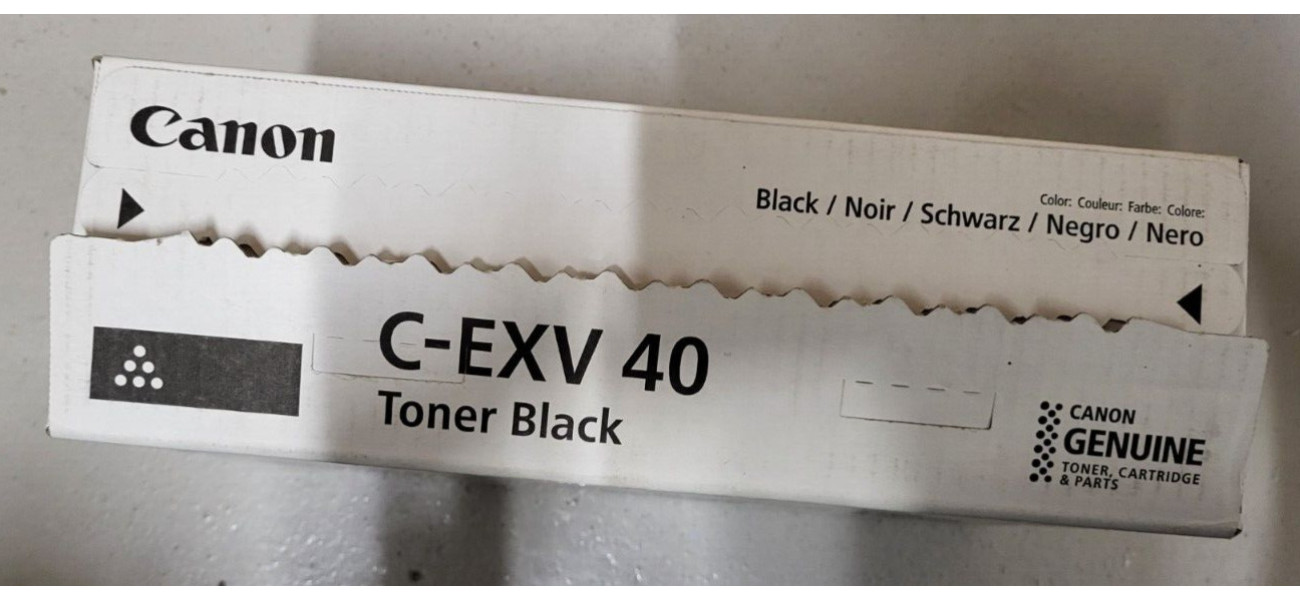 Canon
Color: Couleur: Farbe: Colore:
Black / Noir / Schwarz / Negro / Nero
C-EXV 40
Toner Black
CANON
GENUINE
TONER, CARTRIDGE
& PARTS